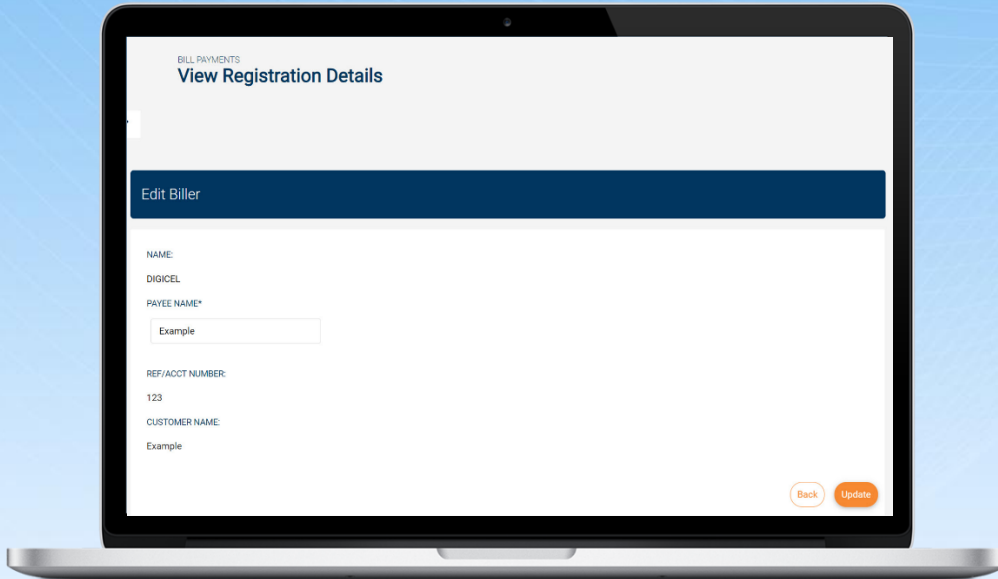 BILL PAYMENTS
View Registration Details
Edit Biller
NAME:
DIGICEL
PAYEE NAME*
Example
REF/ACCT NUMBER:
123
CUSTOMER NAME:
Example
Back Update